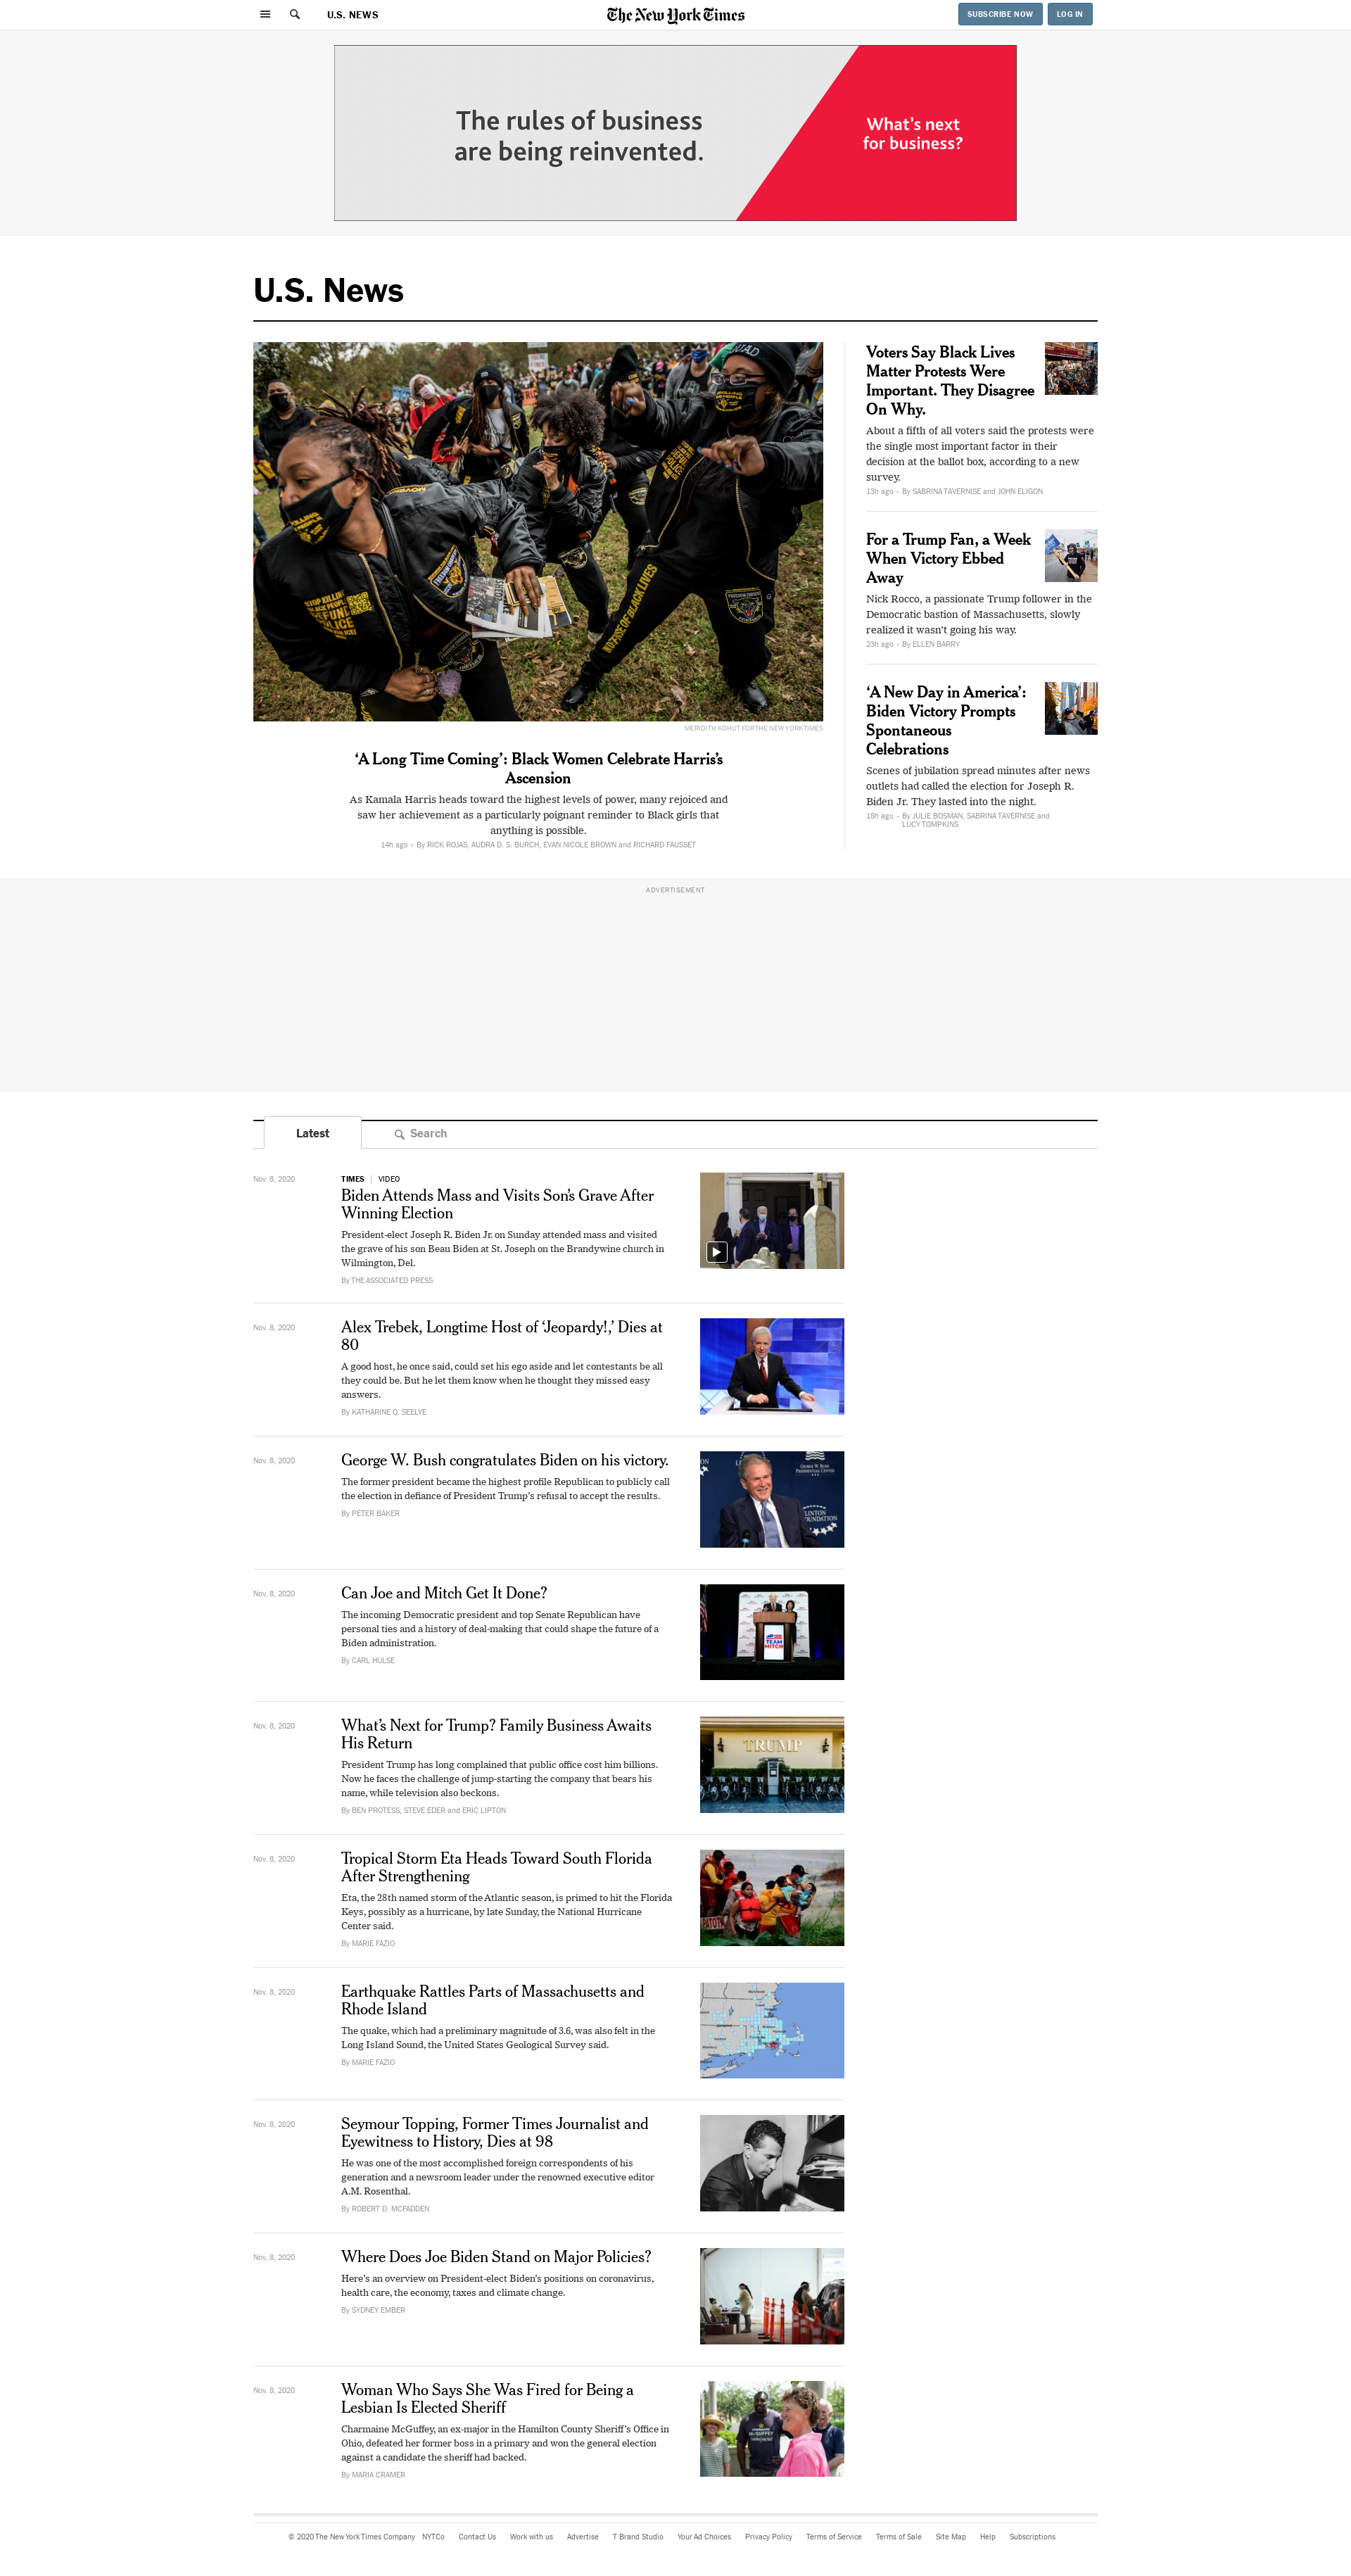 U.S. NEWS
The New York Times
SUBSCRIBE NOW
LOG IN
The rules of business
are being reinvented.
What's next
for business?
U.S. News
MERIDITH KOHUT FOR THE NEW YORK TIMES
‘A Long Time Coming’: Black Women Celebrate Harris’s
Ascension
As Kamala Harris heads toward the highest levels of power, many rejoiced and
saw her achievement as a particularly poignant reminder to Black girls that
anything is possible.
14h ago • By RICK ROJAS, AUDRA D. S. BURCH, EVAN NICOLE BROWN and RICHARD FAUSSET
Voters Say Black Lives
Matter Protests Were
Important. They Disagree
On Why.
About a fifth of all voters said the protests were
the single most important factor in their
decision at the ballot box, according to a new
survey.
13h ago • By SABRINA TAVERNISE and JOHN ELIGON
For a Trump Fan, a Week
When Victory Ebbed
Away
Nick Rocco, a passionate Trump follower in the
Democratic bastion of Massachusetts, slowly
realized it wasn’t going his way.
23h ago • By ELLEN BARRY
‘A New Day in America’:
Biden Victory Prompts
Spontaneous
Celebrations
Scenes of jubilation spread minutes after news
outlets had called the election for Joseph R.
Biden Jr. They lasted into the night.
18h ago • By JULIE BOSMAN, SABRINA TAVERNISE and
LUCY TOMPKINS
ADVERTISEMENT
Latest
Search
Nov. 8, 2020
TIMES | VIDEO
Biden Attends Mass and Visits Son’s Grave After
Winning Election
President-elect Joseph R. Biden Jr. on Sunday attended mass and visited
the grave of his son Beau Biden at St. Joseph on the Brandywine church in
Wilmington, Del.
By THE ASSOCIATED PRESS
Nov. 8, 2020
Alex Trebek, Longtime Host of ‘Jeopardy!,’ Dies at
80
A good host, he once said, could set his ego aside and let contestants be all
they could be. But he let them know when he thought they missed easy
answers.
By KATHARINE Q. SEELYE
Nov. 8, 2020
George W. Bush congratulates Biden on his victory.
The former president became the highest profile Republican to publicly call
the election in defiance of President Trump’s refusal to accept the results.
By PETER BAKER
Nov. 8, 2020
Can Joe and Mitch Get It Done?
The incoming Democratic president and top Senate Republican have
personal ties and a history of deal-making that could shape the future of a
Biden administration.
By CARL HULSE
TEAM
MITCH
Nov. 8, 2020
What’s Next for Trump? Family Business Awaits
His Return
President Trump has long complained that public office cost him billions.
Now he faces the challenge of jump-starting the company that bears his
name, while television also beckons.
By BEN PROTESS, STEVE EDER and ERIC LIPTON
TRUMP
Nov. 8, 2020
Tropical Storm Eta Heads Toward South Florida
After Strengthening
Eta, the 28th named storm of the Atlantic season, is primed to hit the Florida
Keys, possibly as a hurricane, by late Sunday, the National Hurricane
Center said.
By MARIE FAZIO
Nov. 8, 2020
Earthquake Rattles Parts of Massachusetts and
Rhode Island
The quake, which had a preliminary magnitude of 3.6, was also felt in the
Long Island Sound, the United States Geological Survey said.
By MARIE FAZIO
Nov. 8, 2020
Seymour Topping, Former Times Journalist and
Eyewitness to History, Dies at 98
He was one of the most accomplished foreign correspondents of his
generation and a newsroom leader under the renowned executive editor
A.M. Rosenthal.
By ROBERT D. MCFADDEN
Nov. 8, 2020
Where Does Joe Biden Stand on Major Policies?
Here’s an overview on President-elect Biden’s positions on coronavirus,
health care, the economy, taxes and climate change.
By SYDNEY EMBER
Nov. 8, 2020
Woman Who Says She Was Fired for Being a
Lesbian Is Elected Sheriff
Charmaine McGuffey, an ex-major in the Hamilton County Sheriff’s Office in
Ohio, defeated her former boss in a primary and won the general election
against a candidate the sheriff had backed.
By MARIA CRAMER
© 2020 The New York Times Company NYTCo Contact Us Work with us Advertise T Brand Studio Your Ad Choices Privacy Policy Terms of Service Terms of Sale Site Map Help Subscriptions